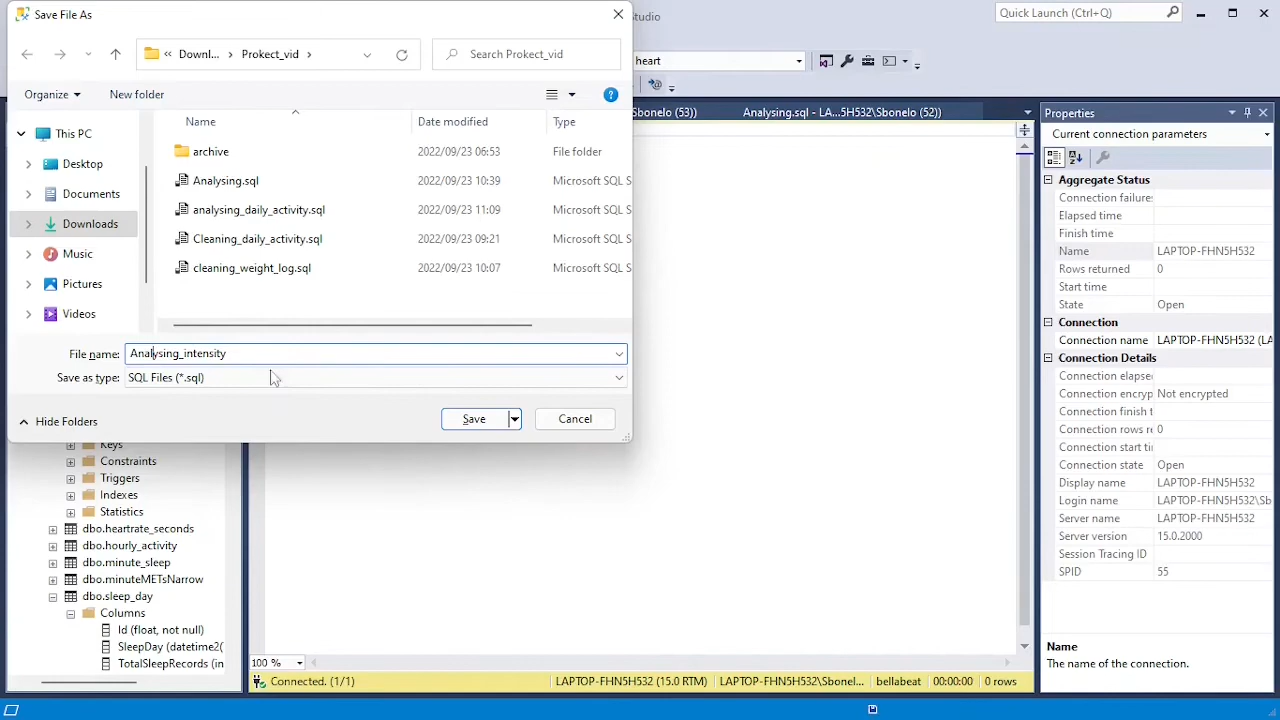 Save File As
Studio
Quick Launch (Ctrl+Q)
« Downl... › Prokect_vid ›
Search Prokect_vid
heart
Organize
New folder
Sbonelo (53))
Analysing.sql - LA...5H532\Sbonelo (52))
Name
Date modified
Type
This PC
Desktop
Documents
Downloads
Music
Pictures
Videos
archive
2022/09/23 06:53
File folder
Analysing.sql
2022/09/23 10:39
Microsoft SQL S
analysing_daily_activity.sql
2022/09/23 11:09
Microsoft SQL S
Cleaning_daily_activity.sql
2022/09/23 09:21
Microsoft SQL S
cleaning_weight_log.sql
2022/09/23 10:07
Microsoft SQL S
File name:
Analysing_intensity
Save as type:
SQL Files (*.sql)
Hide Folders
Save
Cancel
Keys
Constraints
Triggers
Indexes
Statistics
dbo.heartrate_seconds
dbo.hourly_activity
dbo.minute_sleep
dbo.minuteMETsNarrow
dbo.sleep_day
Columns
Id (float, not null)
SleepDay (datetime2(
TotalSleepRecords (in
100 %
Connected. (1/1)
LAPTOP-FHN5H532 (15.0 RTM)
LAPTOP-FHN5H532\Sbonel...
bellabeat
00:00:00
0 rows
Properties
Current connection parameters
Aggregate Status
Connection failures
Elapsed time
Finish time
Name LAPTOP-FHN5H532
Rows returned 0
Start time
State Open
Connection
Connection name LAPTOP-FHN5H532 (LA
Connection Details
Connection elapse
Connection encryp Not encrypted
Connection finish t
Connection rows re 0
Connection start ti
Connection state Open
Display name LAPTOP-FHN5H532
Login name LAPTOP-FHN5H532\Sb
Server name LAPTOP-FHN5H532
Server version 15.0.2000
Session Tracing ID
SPID 55
Name
The name of the connection.